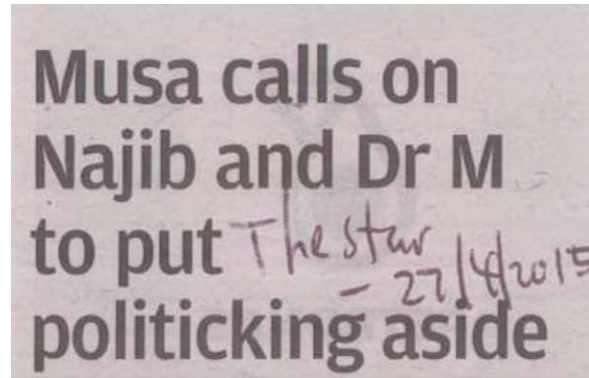 Musa calls on
Najib and Dr M
to put The Star
- 27/4/2015
politicking aside